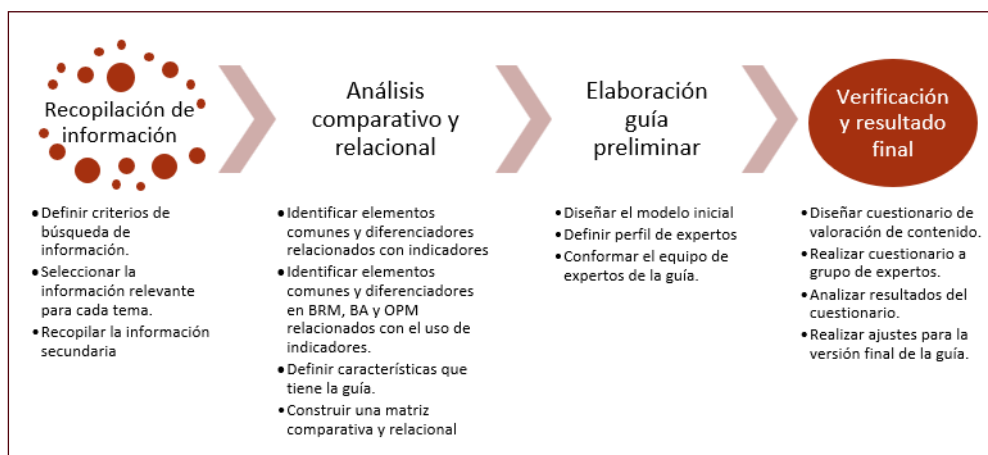 Recopilación de
información
• Definir criterios de
búsqueda de
información.
• Seleccionar la
información relevante
para cada tema.
• Recopilar la información
secundaria
Análisis
comparativo y
relacional
• Identificar elementos
comunes y diferenciadores
relacionados con indicadores
• Identificar elementos
comunes y diferenciadores
en BRM, BA y OPM
relacionados con el uso de
indicadores.
• Definir características que
tiene la guía.
• Construir una matriz
comparativa y relacional
Elaboración
guía
preliminar
• Diseñar el modelo inicial
• Definir perfil de expertos
• Conformar el equipo de
expertos de la guía.
Verificación
y resultado
final
• Diseñar cuestionario de
valoración de contenido.
• Realizar cuestionario a
grupo de expertos.
• Analizar resultados del
cuestionario.
• Realizar ajustes para la
versión final de la guía.